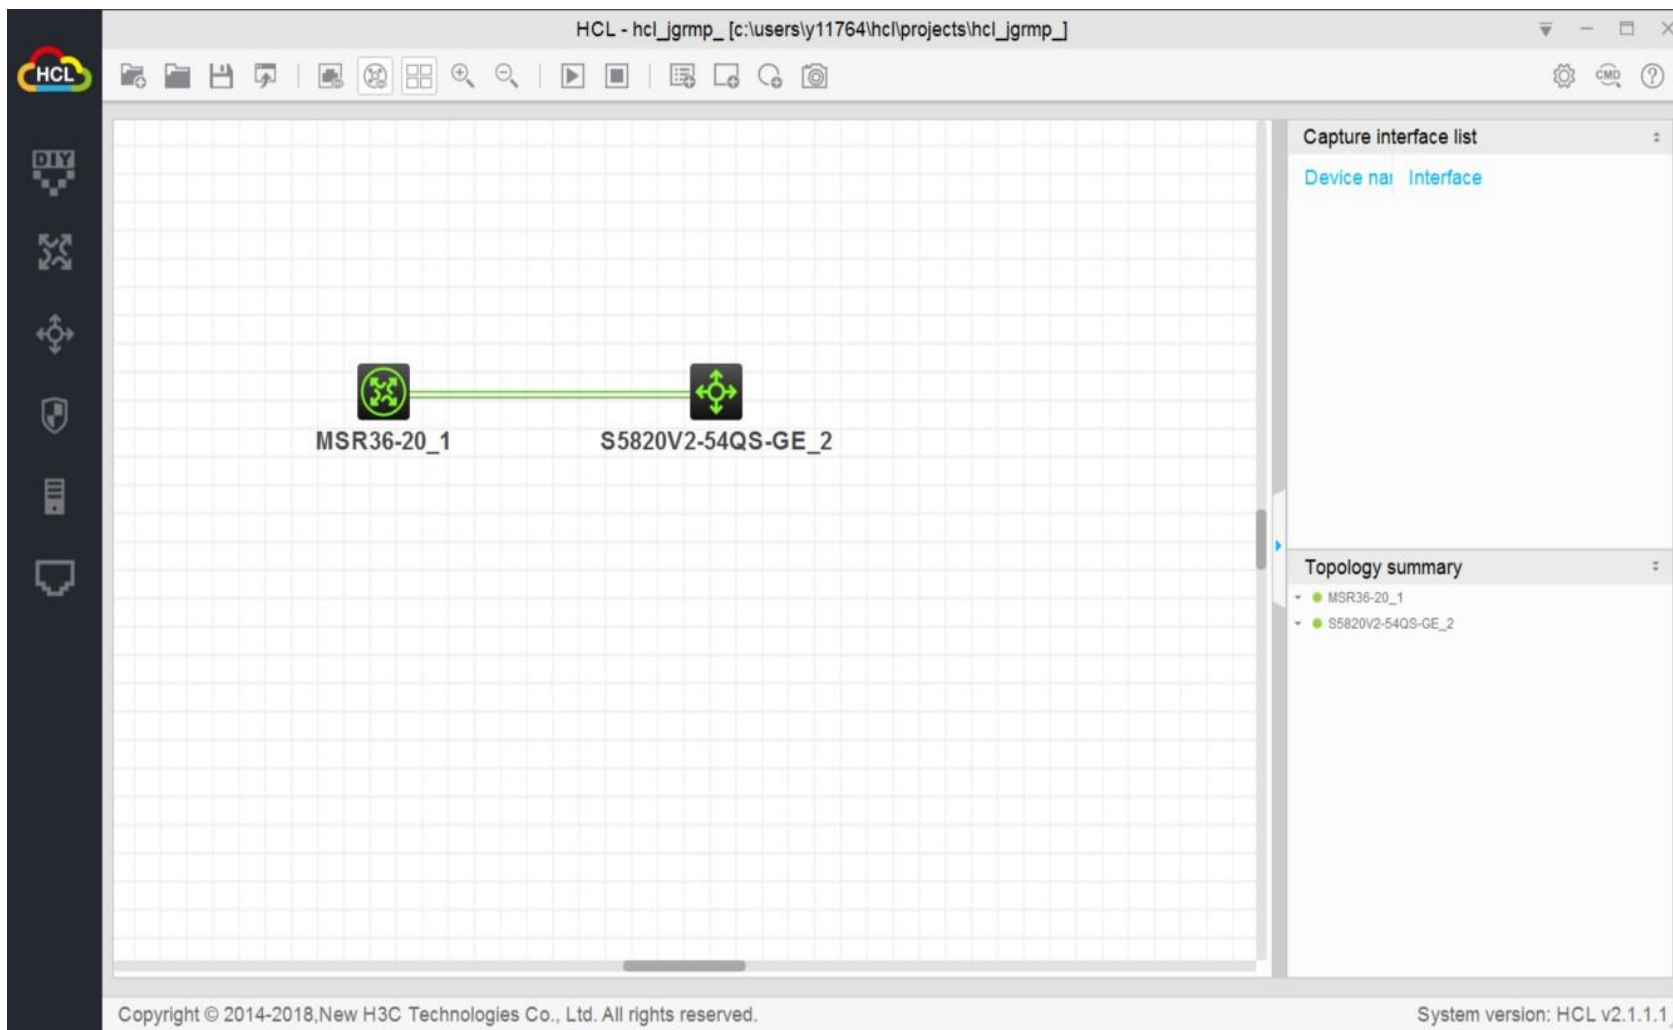 HCL - hcl_jgrmp_ [c:\users\y11764\hcl\projects\hcl_jgrmp_]
HCL
CMD
DIY
Capture interface list
Device nar Interface
MSR36-20_1
S5820V2-54QS-GE_2
Topology summary
MSR36-20_1
S5820V2-54QS-GE_2
Copyright © 2014-2018,New H3C Technologies Co., Ltd. All rights reserved.
System version: HCL v2.1.1.1